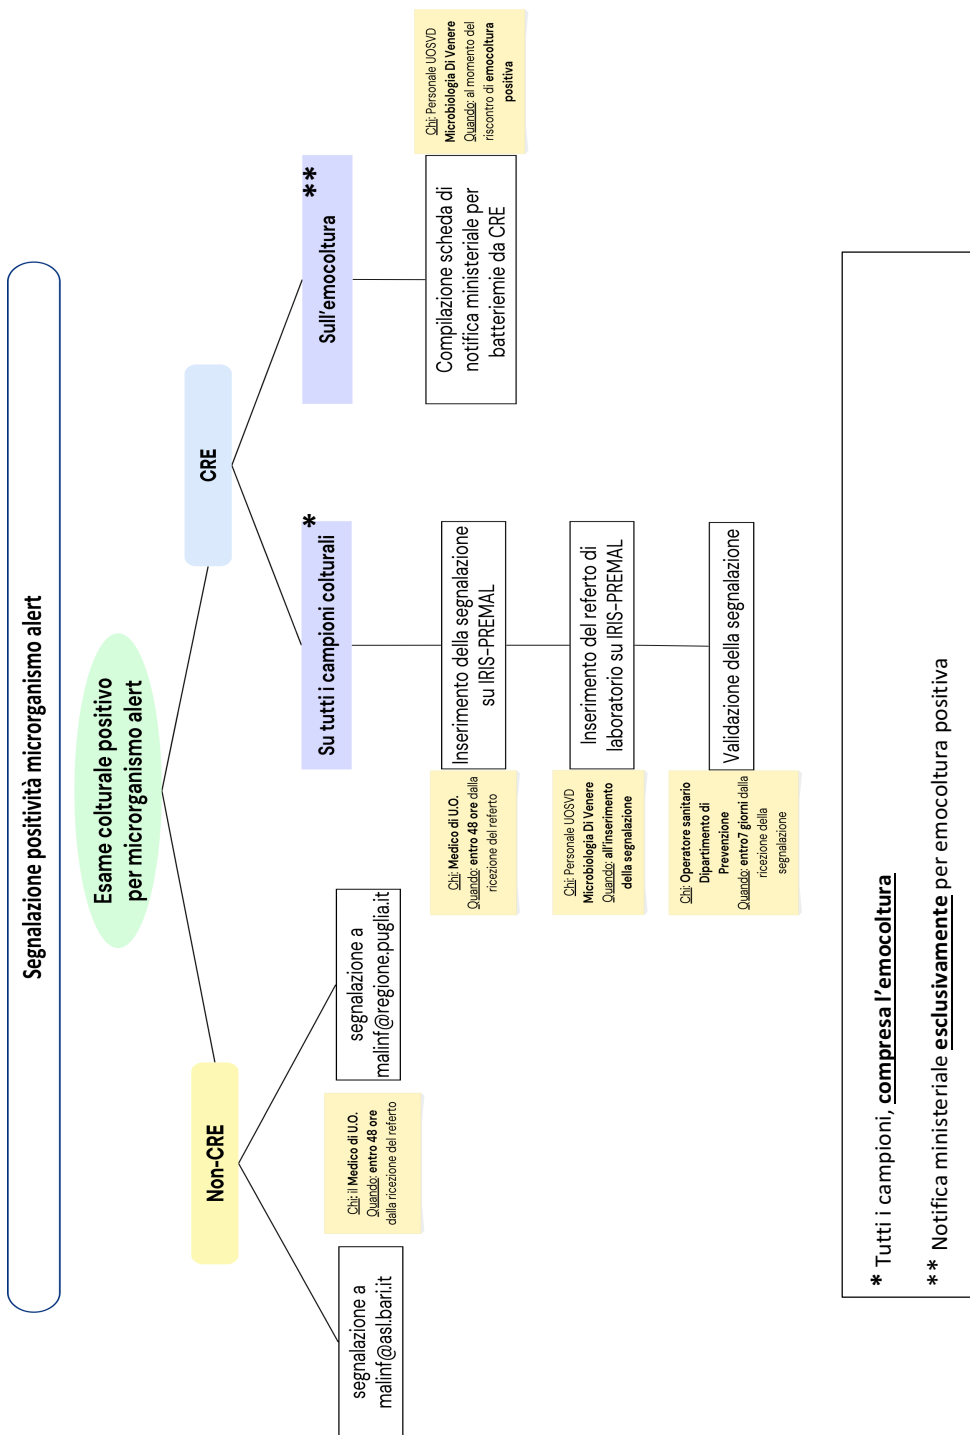 Segnalazione positività microrganismo alert
Esame colturale positivo
per microrganismo alert
Non-CRE
CRE
segnalazione a
malinf@asl.bari.it
Chi: il Medico di U.O.
Quando: entro 48 ore
dalla ricezione del referto
segnalazione a
malinf@regione.puglia.it
Su tutti i campioni colturali
*
Sull'emocoltura
**
Chi: Medico di U.O.
Quando: entro 48 ore dalla
ricezione del referto
Inserimento della segnalazione
su IRIS-PREMAL
Chi: Personale UOSVD
Microbiologia Di Venere
Quando: all'inserimento
della segnalazione
Inserimento del referto di
laboratorio su IRIS-PREMAL
Chi: Operatore sanitario
Dipartimento di
Prevenzione
Quando: entro7 giorni dalla
ricezione della
segnalazione
Validazione della segnalazione
Compilazione scheda di
notifica ministeriale per
batteriemie da CRE
Chi: Personale UOSVD
Microbiologia Di Venere
Quando: al momento del
riscontro di emocoltura
positiva
* Tutti i campioni, compresa l'emocoltura
** Notifica ministeriale esclusivamente per emocoltura positiva